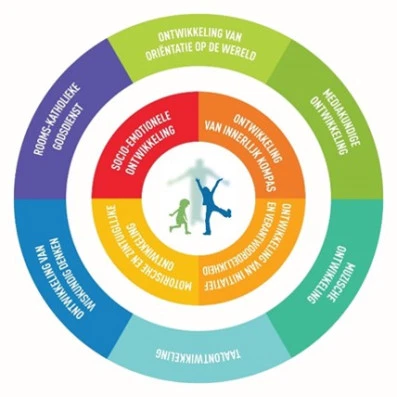 ONTWIKKELING VAN
ORIËNTATIE OP DE WERELD
MEDIAKUNDIGE
ONTWIKKELING
MUZISCHE
ONTWIKKELING
TAALONTWIKKELING
ONTWIKKELING VAN
WISKUNDIG DENKEN
ROOMS-KATHOLIEKE
GODSDIENST
SOCIO-EMOTIONELE
ONTWIKKELING
ONTWIKKELING
VAN INNERLIJK KOMPAS
ONTWIKKELING VAN INITIATIEF
EN VERANTWOORDELIJKHEID
MOTORISCHE EN ZINTUIGLIJKE
ONTWIKKELING